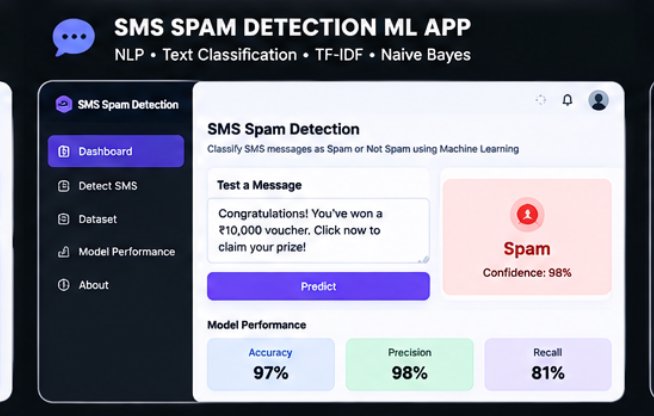 SMS SPAM DETECTION ML APP
NLP • Text Classification • TF-IDF • Naive Bayes
SMS Spam Detection
Dashboard
Detect SMS
Dataset
Model Performance
About
SMS Spam Detection
Classify SMS messages as Spam or Not Spam using Machine Learning
Test a Message
Congratulations! You've won a
₹10,000 voucher. Click now to
claim your prize!
Predict
Spam
Confidence: 98%
Model Performance
Accuracy
97%
Precision
98%
Recall
81%